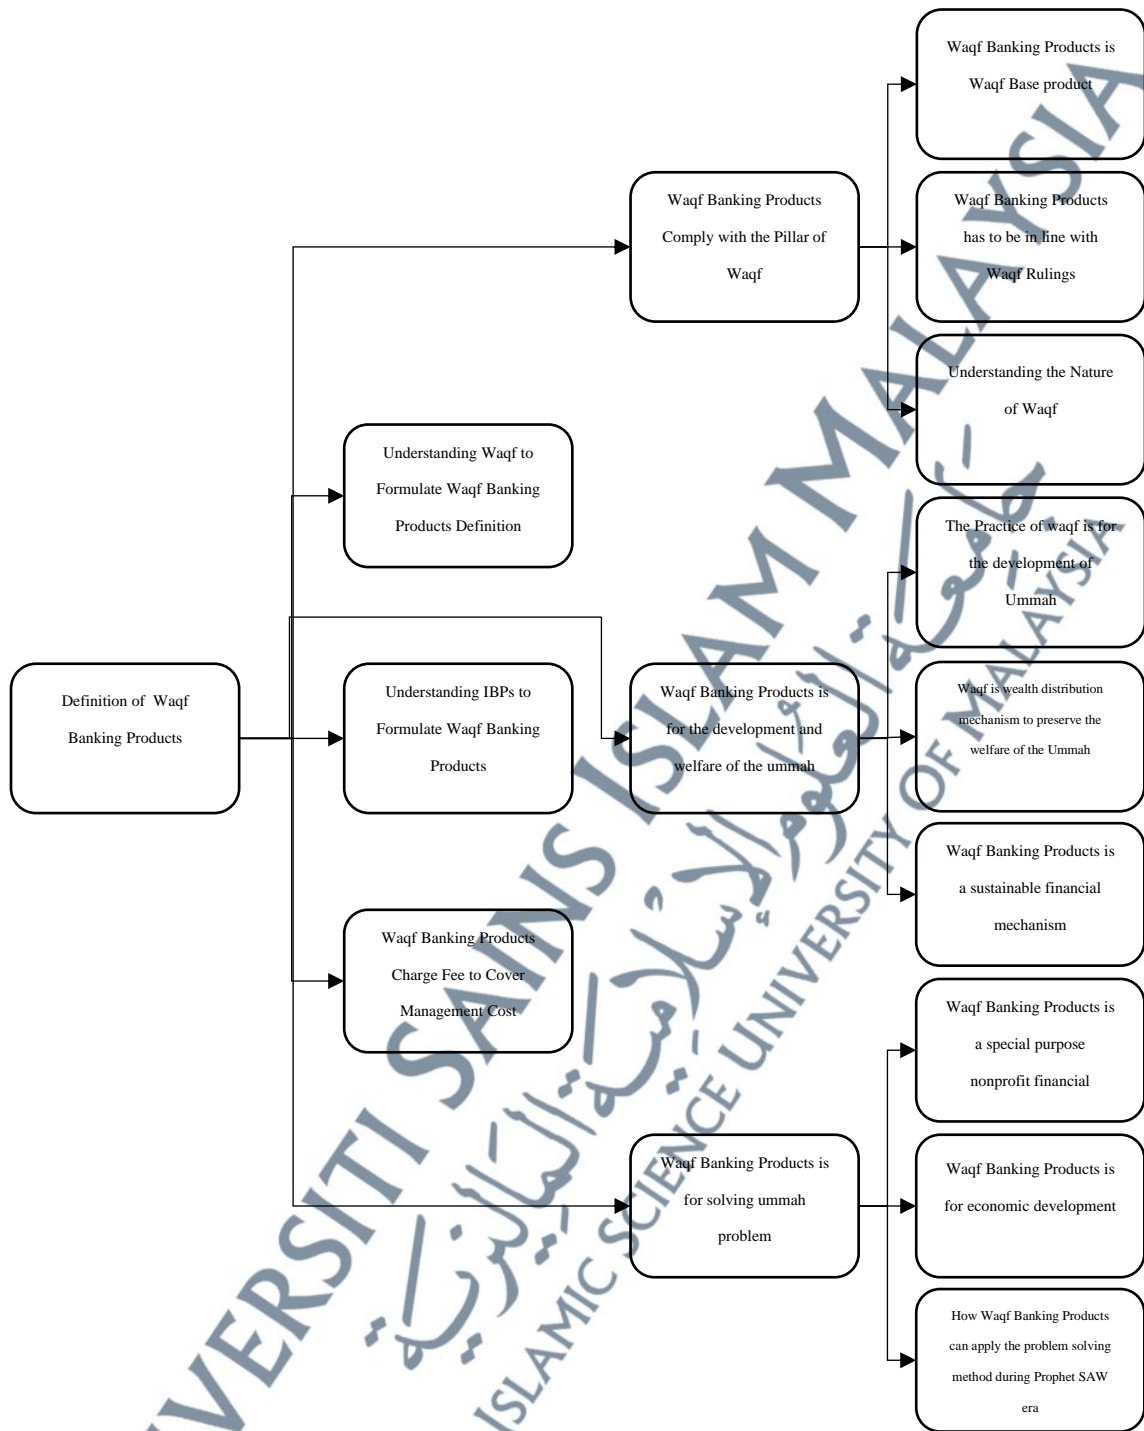 Waqf Banking Products is
Waqf Base product
Waqf Banking Products
Comply with the Pillar of
Waqf
Waqf Banking Products
has to be in line with
Waqf Rulings
Understanding the Nature
of Waqf
Understanding Waqf to
Formulate Waqf Banking
Products Definition
The Practice of waqf is for
the development of
Ummah
Definition of Waqf
Banking Products
Understanding IBPs to
Formulate Waqf Banking
Products
Waqf Banking Products is
for the development and
welfare of the ummah
Waqf is wealth distribution
mechanism to preserve the
welfare of the Ummah
Waqf Banking Products is
a sustainable financial
mechanism
Waqf Banking Products
Charge Fee to Cover
Management Cost
Waqf Banking Products is
a special purpose
nonprofit financial
Waqf Banking Products is
for solving ummah
problem
Waqf Banking Products is
for economic development
How Waqf Banking Products
can apply the problem solving
method during Prophet SAW
era
VERSITI SAINS ISLAM MALAYSIA
جامعة العلوم الإسلامية الماليزية
ISLAMIC SCIENCE UNIVERSITY OF MALAYSIA